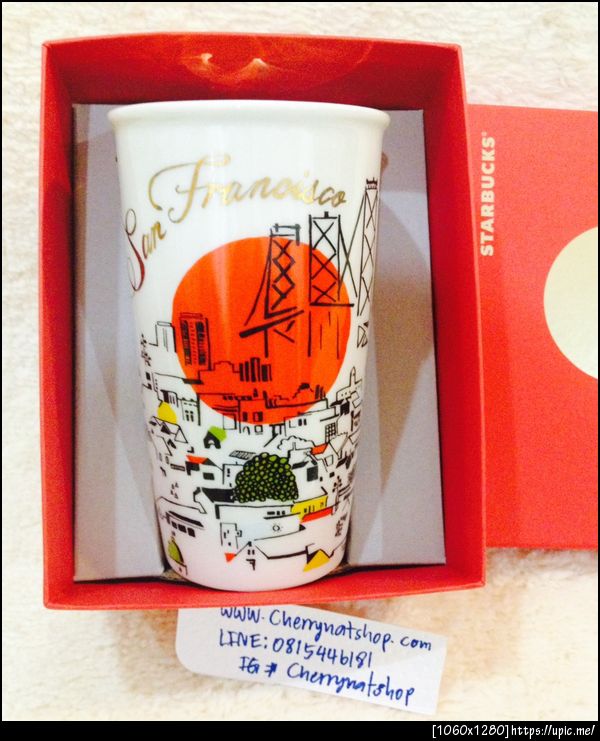 San Francisco
STARBUCKS®
www.Cherrynatshop.com
LINE: 0815446181
IG # Cherrynatshop
[1060x1280]https://upic.me/